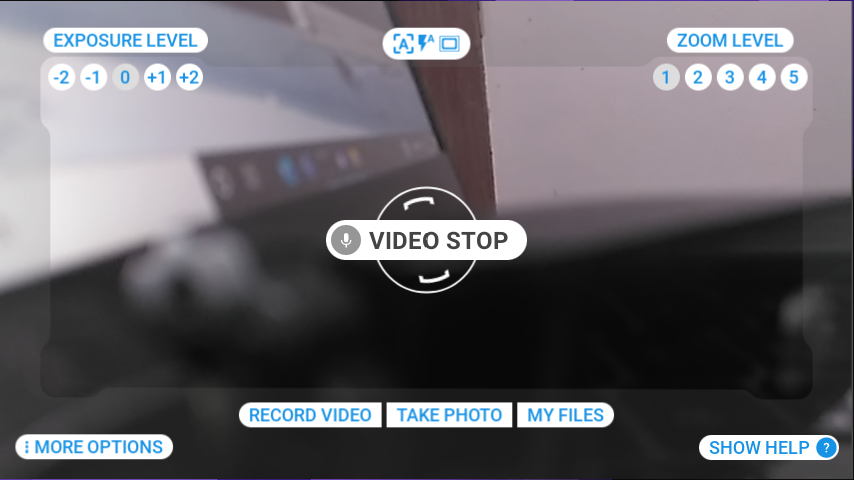 EXPOSURE LEVEL
[A] A
ZOOM LEVEL
-2 -1 0 +1 +2
1 2 3 4 5
VIDEO STOP
RECORD VIDEO TAKE PHOTO MY FILES
MORE OPTIONS
SHOW HELP ?